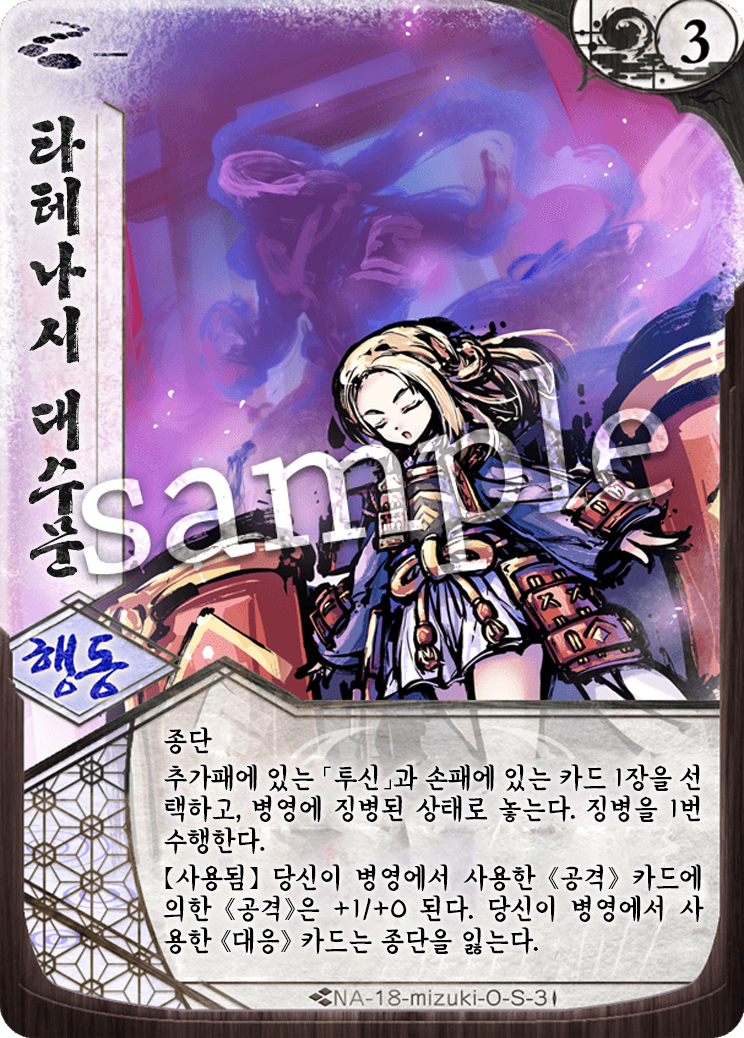 3
타테나시 대수문
sample
행동
종단
추가패에 있는 「투신」과 손패에 있는 카드 1장을 선
택하고, 병영에 징병된 상태로 놓는다. 징병을 1번
수행한다.
【사용됨】 당신이 병영에서 사용한 《공격》 카드에
의한 《공격》은 +1/+0 된다. 당신이 병영에서 사
용한 《대응》 카드는 종단을 잃는다.
NA-18-mizuki-O-S-3